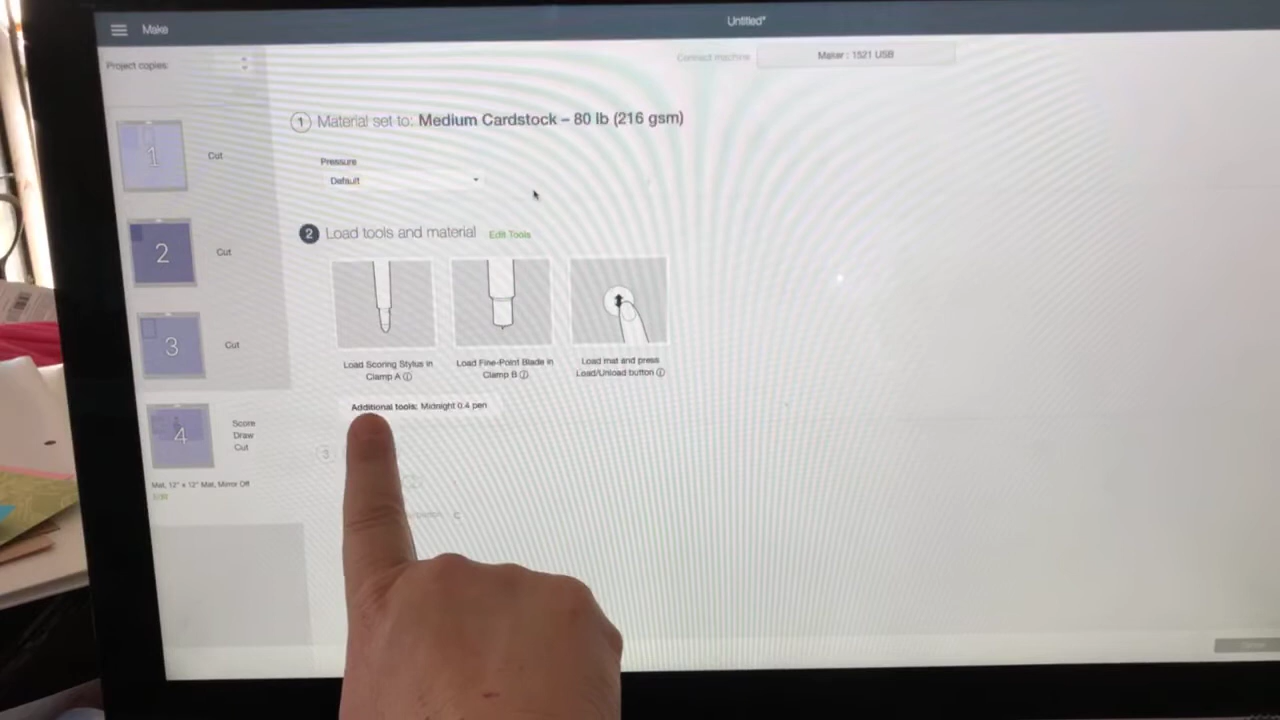 Make
Untitled*
Project copies:
Connect machine
Maker : 1521 USB
1 Material set to: Medium Cardstock – 80 lb (216 gsm)
Pressure
Default
2 Load tools and material Edit Tools
Load Scoring Stylus in
Clamp A
Load Fine-Point Blade in
Clamp B
Load mat and press
Load/Unload button
Additional tools: Midnight 0.4 pen
3
1
Cut
2
Cut
3
Cut
4
Score
Draw
Cut
Mat, 12" x 12" Mat, Mirror Off
Edit